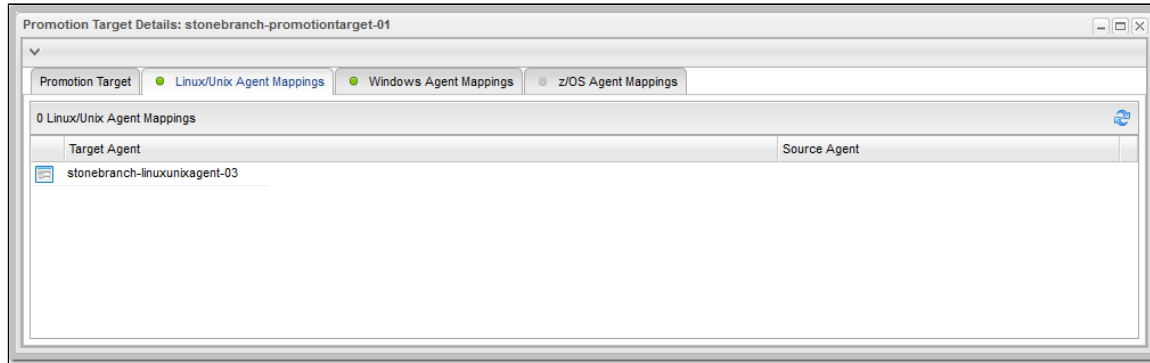 Promotion Target Details: stonebranch-promotiontarget-01
Promotion Target Linux/Unix Agent Mappings Windows Agent Mappings z/OS Agent Mappings
0 Linux/Unix Agent Mappings
Target Agent Source Agent
stonebranch-linuxunixagent-03